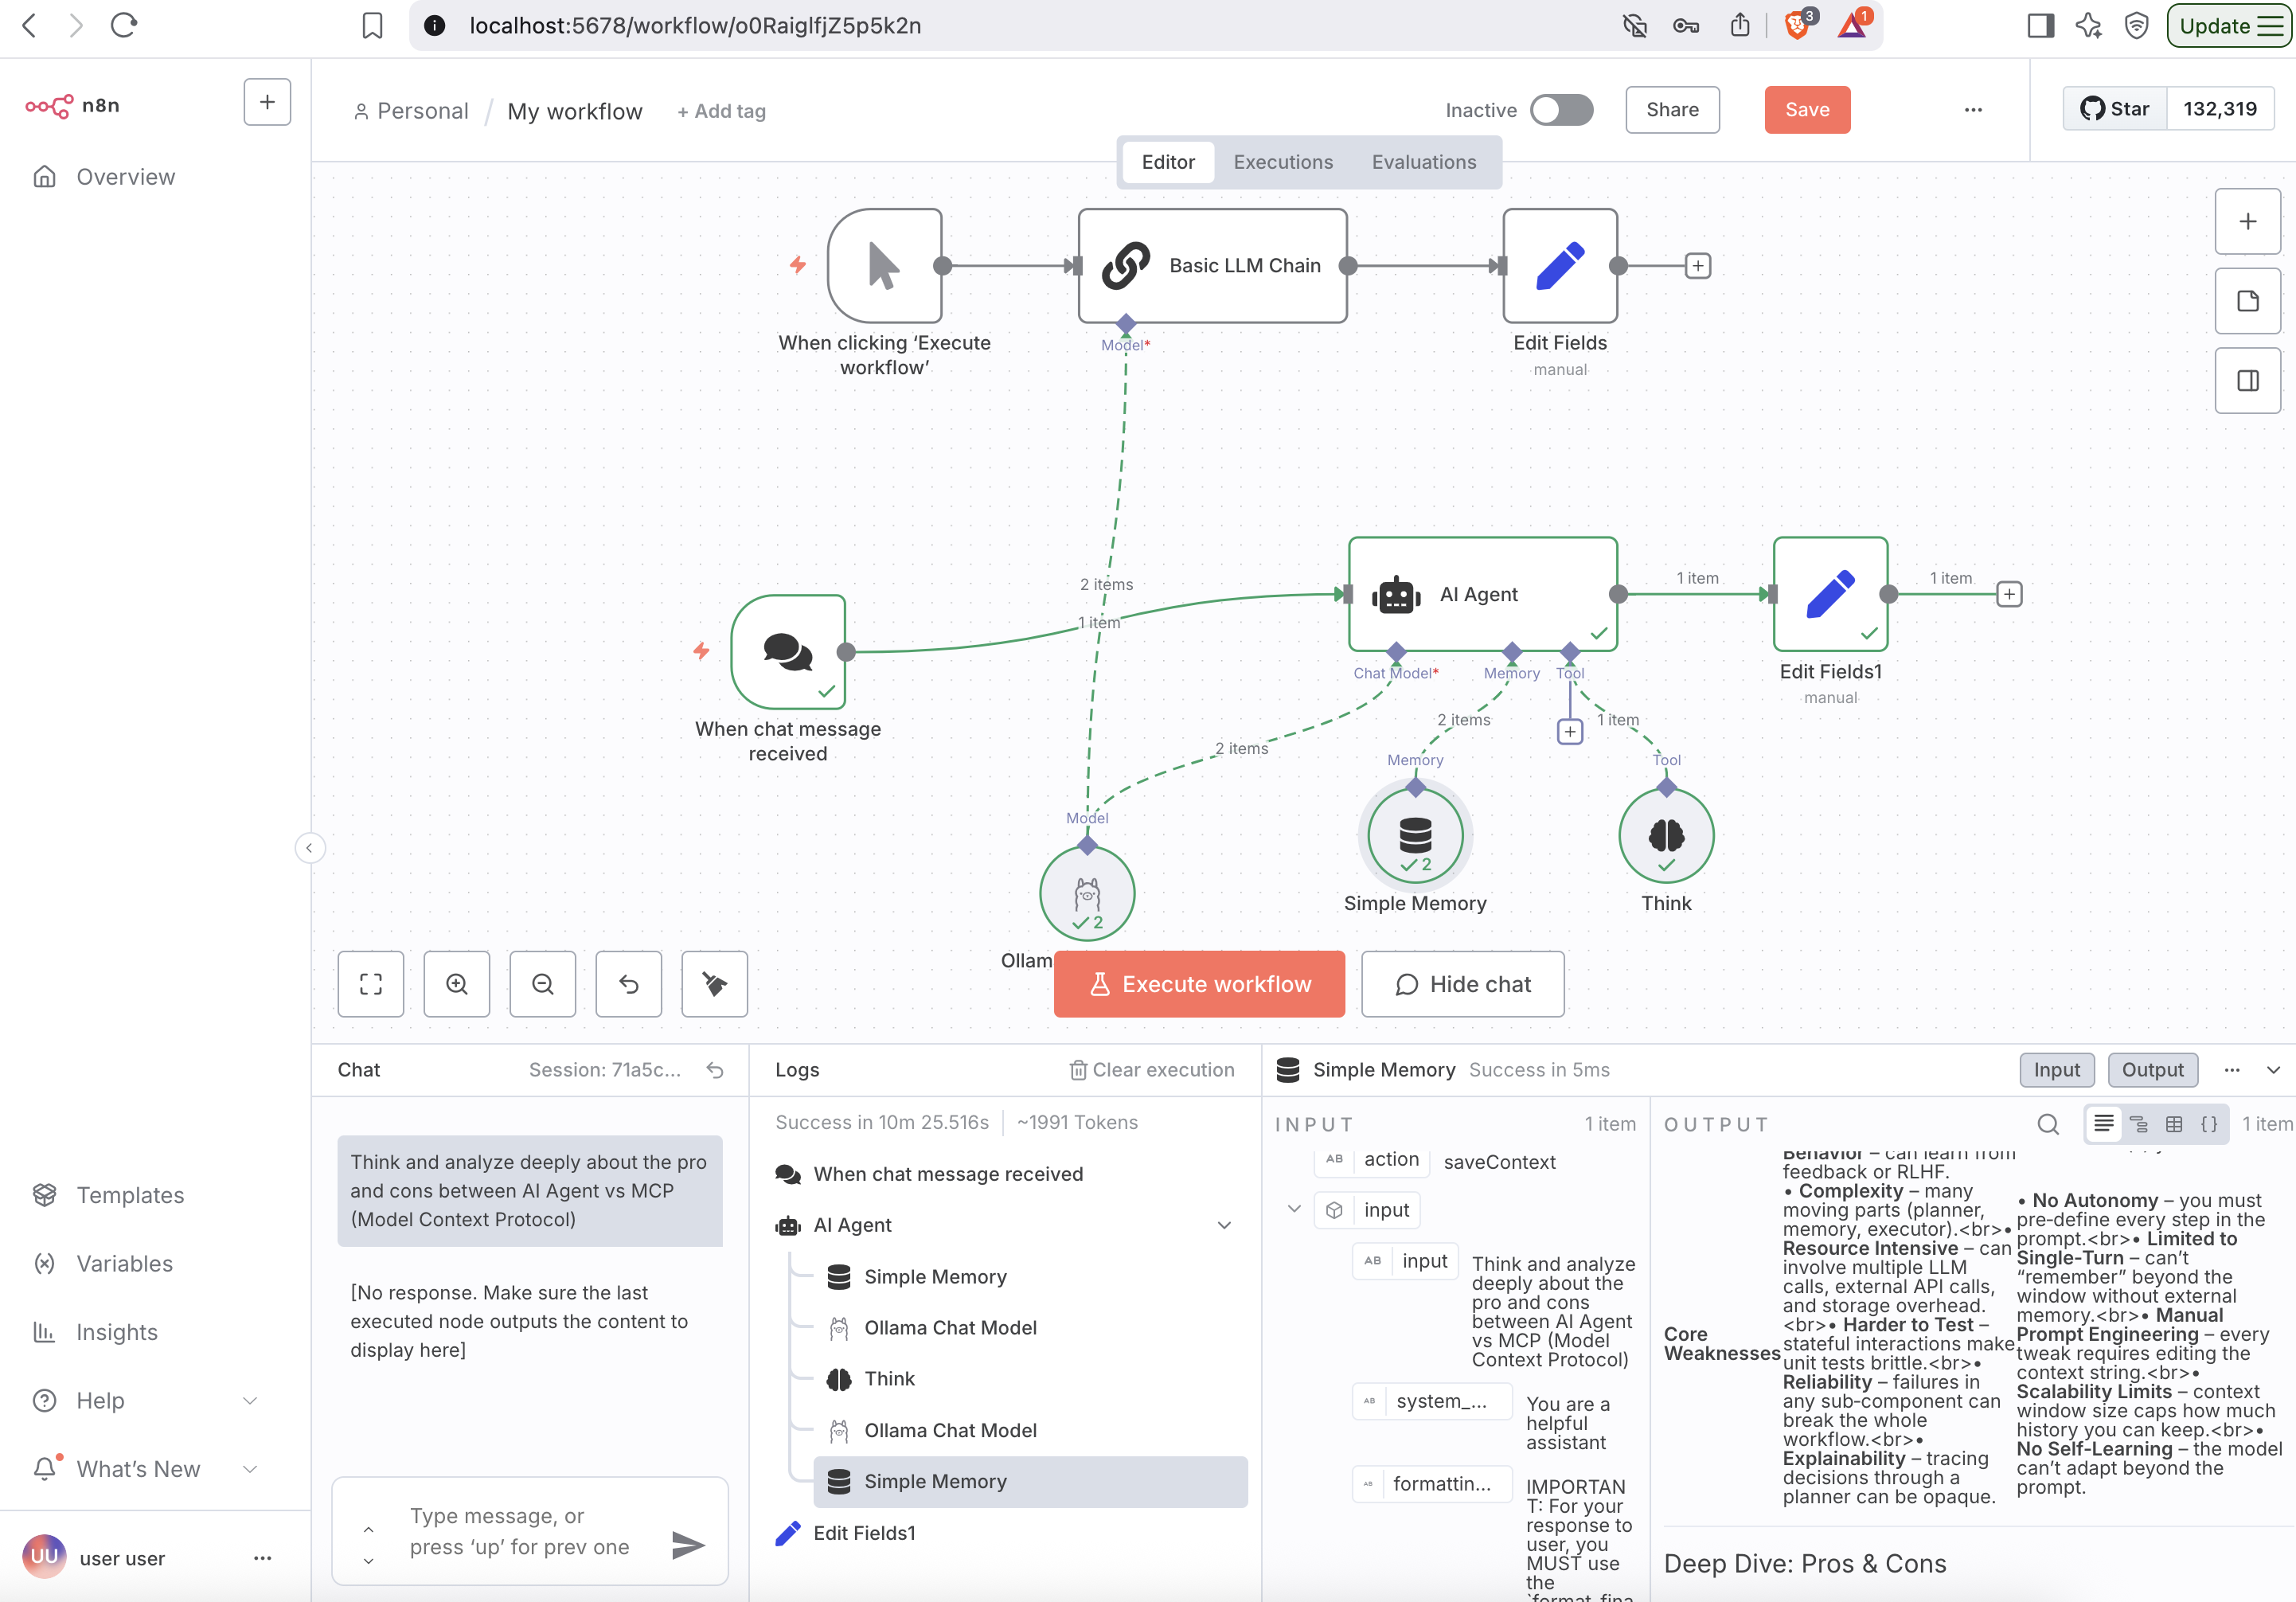 localhost:5678/workflow/o0RaiglfjZ5p5k2n
3
1
Update
n8n
Personal / My workflow
+ Add tag
Inactive
Share
Save
Star
132,319
Overview
Editor
Executions
Evaluations
Basic LLM Chain
When clicking ‘Execute
workflow’
Model*
Edit Fields
manual
2 items
1 item
AI Agent
1 item
1 item
Chat Model*
Memory
Tool
Edit Fields1
manual
When chat message
received
2 items
1 item
2 items
Memory
Tool
Model
2
Simple Memory
Think
2
Ollam
Execute workflow
Hide chat
Templates
Variables
Insights
Help
What’s New
UU
user user
Chat
Session: 71a5c...
Think and analyze deeply about the pro
and cons between AI Agent vs MCP
(Model Context Protocol)
[No response. Make sure the last
executed node outputs the content to
display here]
Type message, or
press ‘up’ for prev one
Logs
Clear execution
Success in 10m 25.516s
~1991 Tokens
When chat message received
AI Agent
Simple Memory
Ollama Chat Model
Think
Ollama Chat Model
Simple Memory
Edit Fields1
Simple Memory
Success in 5ms
Input
Output
INPUT
1 item
AB action
saveContext
input
AB input
Think and analyze
deeply about the
pro and cons
between AI Agent
vs MCP (Model
Context Protocol)
AB system_...
You are a
helpful
assistant
AB formattin...
IMPORTAN
T: For your
response to
user, you
MUST use
the
`format_fina
OUTPUT
1 item
Core
Weaknesses
Behavior – can learn from
feedback or RLHF.
• Complexity – many
moving parts (planner,
memory, executor).<br>•
Resource Intensive – can
involve multiple LLM
calls, external API calls,
and storage overhead.
<br>• Harder to Test –
stateful interactions make
unit tests brittle.<br>•
Reliability – failures in
any sub‑component can
break the whole
workflow.<br>•
Explainability – tracing
decisions through a
planner can be opaque.
• No Autonomy – you must
pre‑define every step in the
prompt.<br>• Limited to
Single‑Turn – can’t
“remember” beyond the
window without external
memory.<br>• Manual
Prompt Engineering – every
tweak requires editing the
context string.<br>•
Scalability Limits – context
window size caps how much
history you can keep.<br>•
No Self‑Learning – the model
can’t adapt beyond the
prompt.
Deep Dive: Pros & Cons